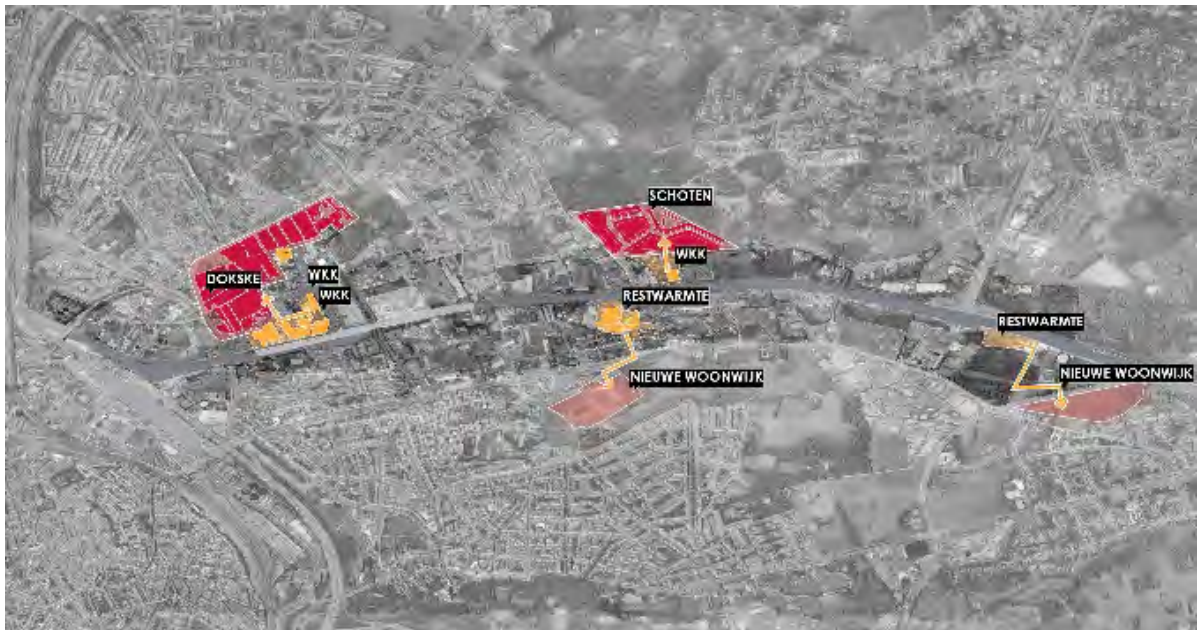 SCHOTEN
WKK
DOKSKE
WKK
WKK
RESTWARMTE
RESTWARMTE
NIEUWE WOONWIJK
NIEUWE WOONWIJK